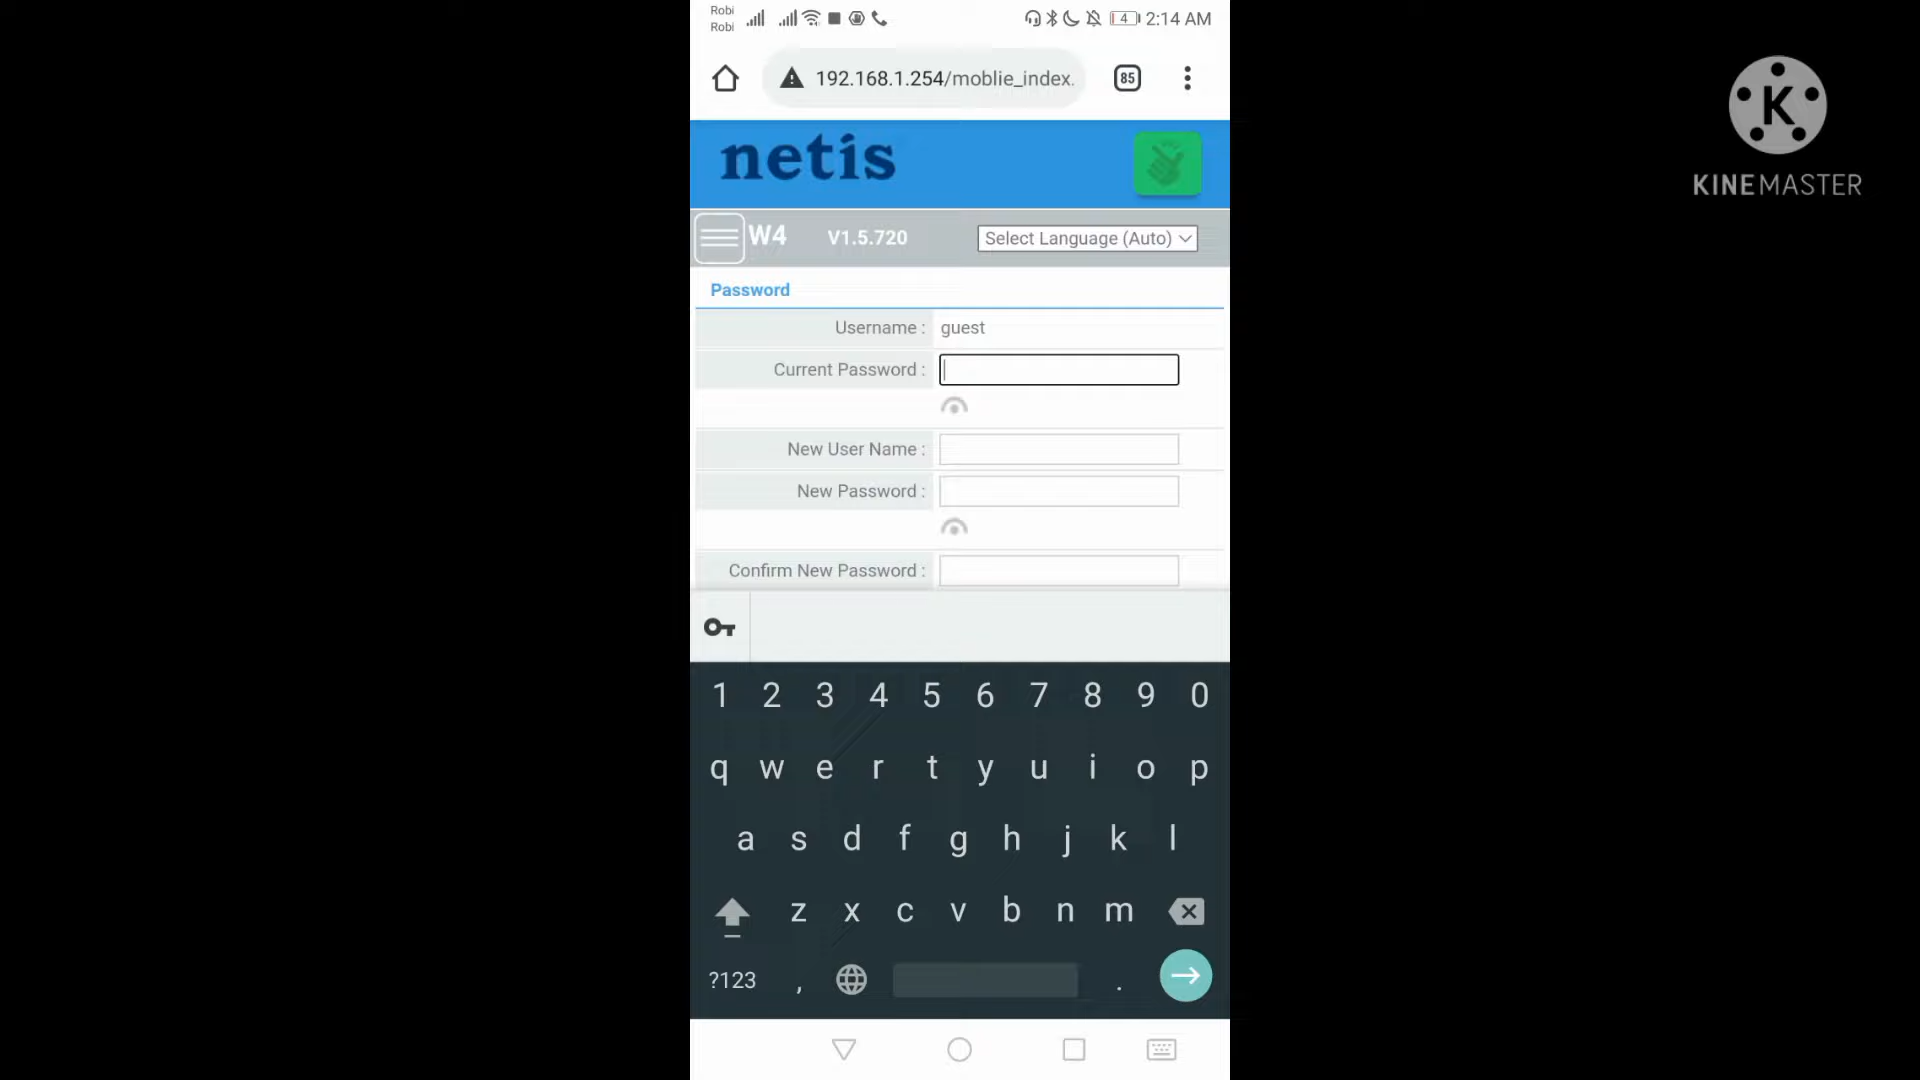 Robi
Robi
4
2:14 AM
192.168.1.254/moblie_index.
85
netis
W4 V1.5.720 Select Language (Auto)
Password
Username : guest
Current Password :
New User Name :
New Password :
Confirm New Password :
1 2 3 4 5 6 7 8 9 0
q w e r t y u i o p
a s d f g h j k l
z x c v b n m
?123 , .
K
KINEMASTER